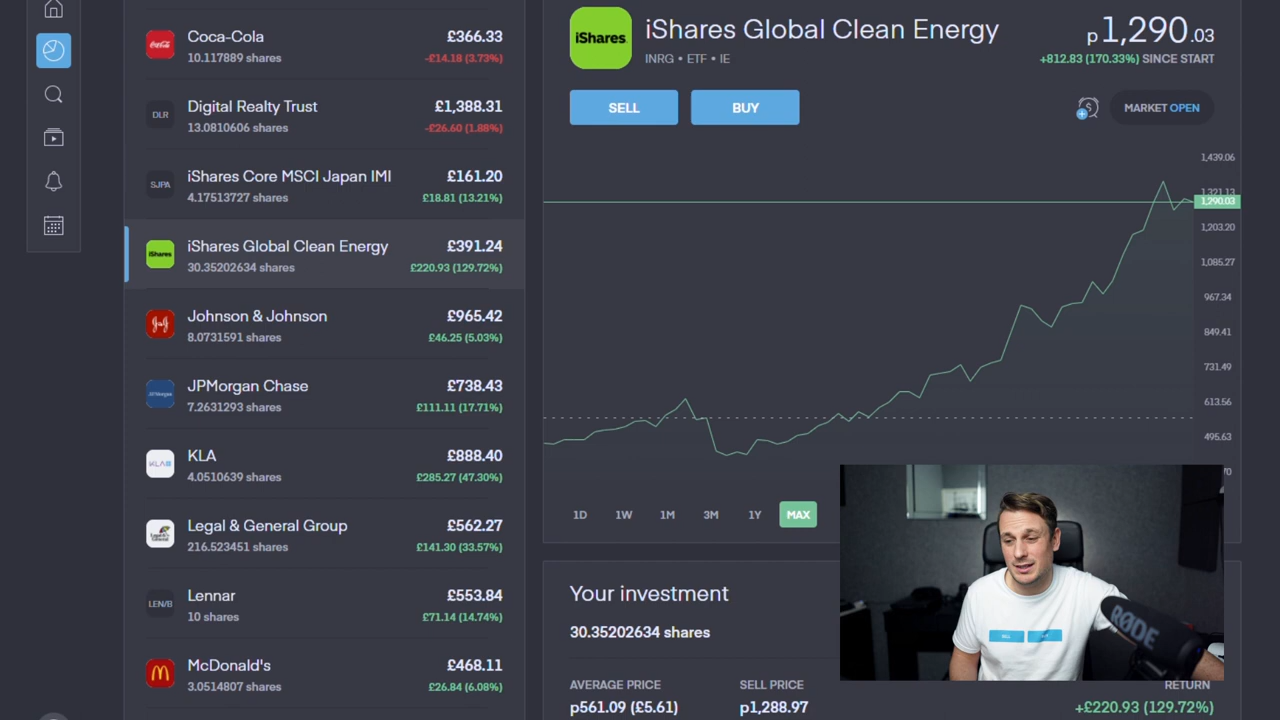 Coca-Cola
£366.33
10.117889 shares
-£14.18 (3.73%)
DLR
Digital Realty Trust
£1,388.31
13.0810606 shares
-£26.60 (1.88%)
SJPA
iShares Core MSCI Japan IMI
£161.20
4.17513727 shares
£18.81 (13.21%)
iShares
iShares Global Clean Energy
£391.24
30.35202634 shares
£220.93 (129.72%)
Johnson & Johnson
£965.42
8.0731591 shares
£46.25 (5.03%)
JPMorgan Chase
£738.43
7.2631293 shares
£111.11 (17.71%)
KLA
KLA
£888.40
4.0510639 shares
£285.27 (47.30%)
Legal & General Group
£562.27
216.523451 shares
£141.30 (33.57%)
LEN/B
Lennar
£553.84
10 shares
£71.14 (14.74%)
McDonald's
£468.11
3.0514807 shares
£26.84 (6.08%)
iShares.
iShares Global Clean Energy
p1,290.03
INRG • ETF • IE
+812.83 (170.33%) SINCE START
SELL
BUY
MARKET OPEN
1,439.06
1,321.13
1,290.03
1,203.20
1,085.27
967.34
849.41
731.49
613.56
495.63
1D
1W
1M
3M
1Y
MAX
Your investment
30.35202634 shares
AVERAGE PRICE
SELL PRICE
RETURN
p561.09 (£5.61)
p1,288.97
+£220.93 (129.72%)
RØDE